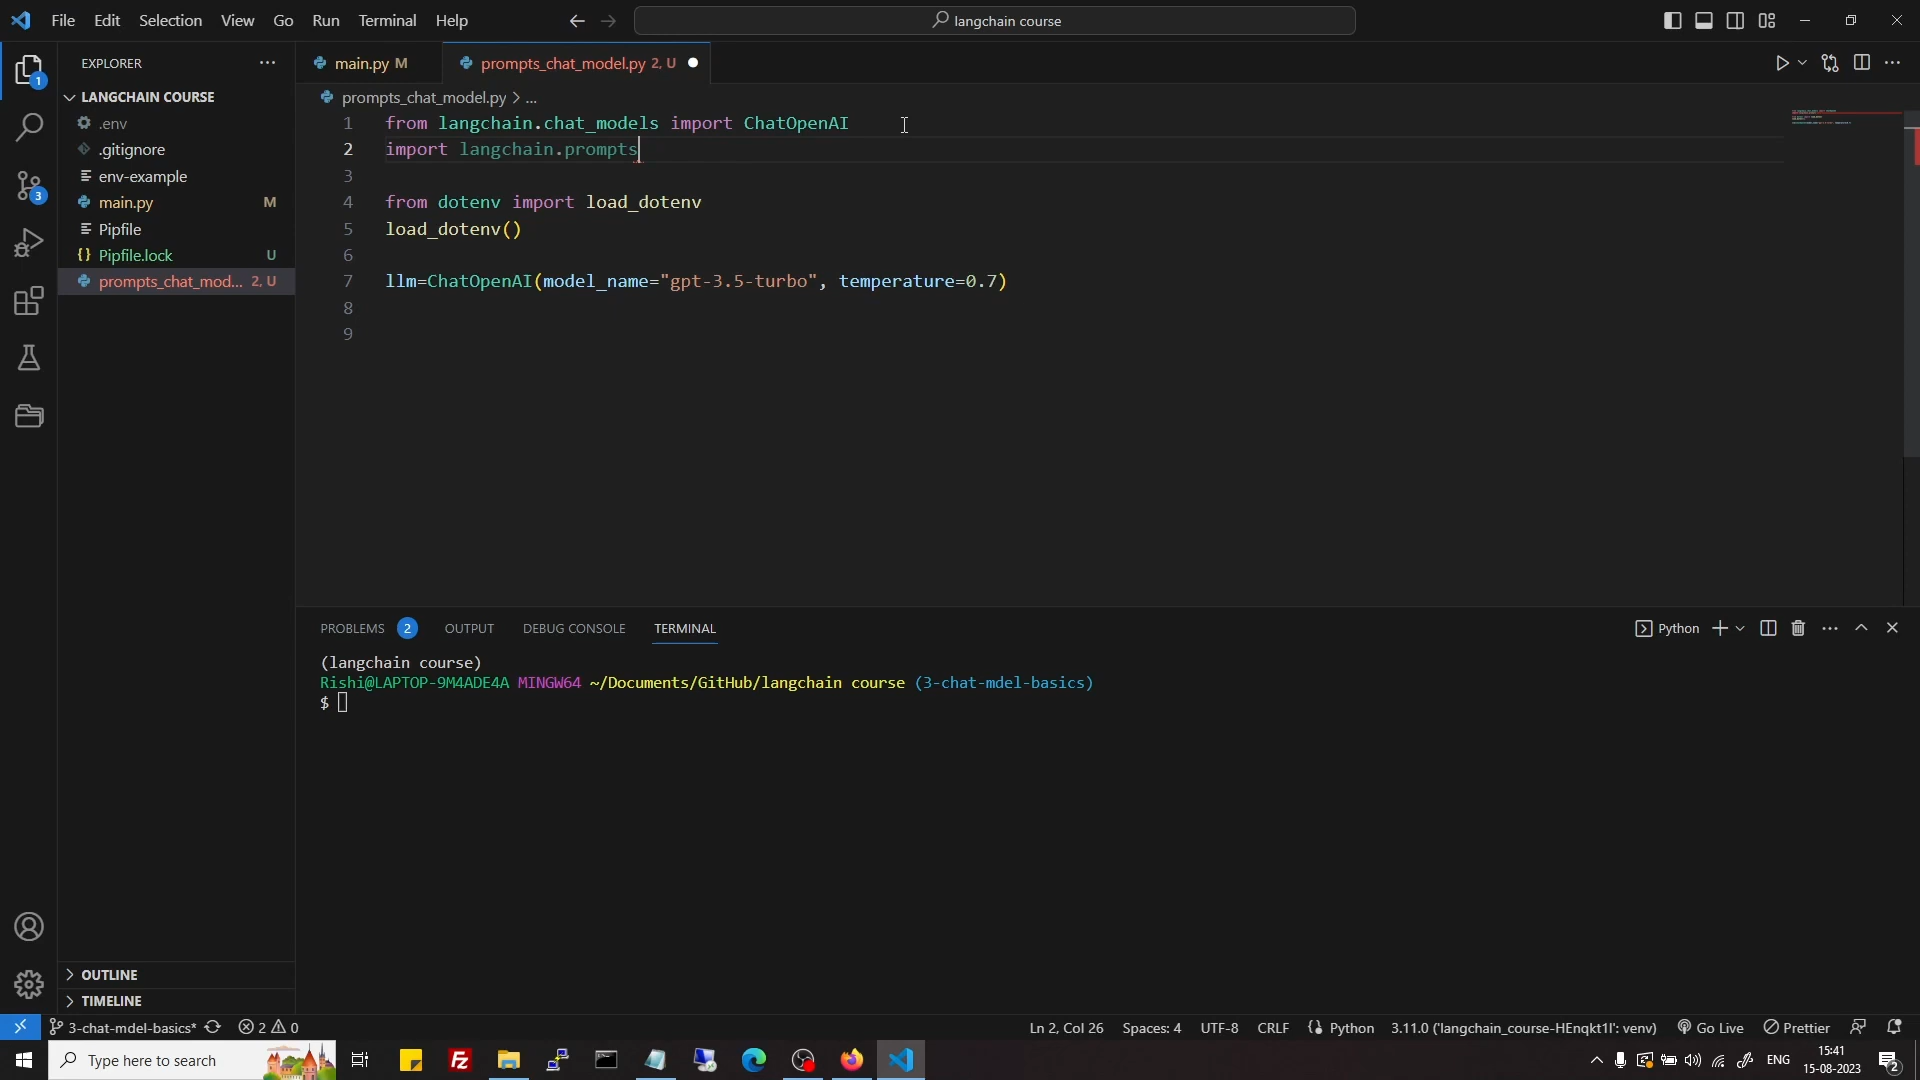 File Edit Selection View Go Run Terminal Help
langchain course
EXPLORER
LANGCHAIN COURSE
.env
.gitignore
env-example
main.py M
Pipfile
Pipfile.lock U
prompts_chat_mod... 2, U
OUTLINE
TIMELINE
1
3
main.py M
prompts_chat_model.py 2, U
prompts_chat_model.py > ...
1 from langchain.chat_models import ChatOpenAI
2 import langchain.prompts
3
4 from dotenv import load_dotenv
5 load_dotenv()
6
7 llm=ChatOpenAI(model_name="gpt-3.5-turbo", temperature=0.7)
8
9
PROBLEMS 2 OUTPUT DEBUG CONSOLE TERMINAL
Python
(langchain course)
Rishi@LAPTOP-9M4ADE4A MINGW64 ~/Documents/GitHub/langchain course (3-chat-mdel-basics)
$
3-chat-mdel-basics* 2 0
Ln 2, Col 26 Spaces: 4 UTF-8 CRLF Python 3.11.0 ('langchain_course-HEnqkt1l': venv) Go Live Prettier
Type here to search
ENG
15:41
15-08-2023
2